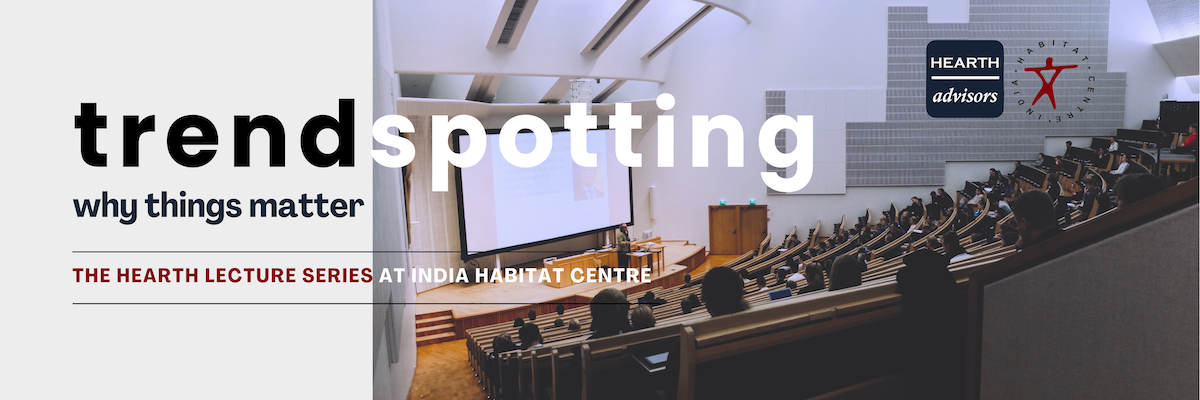 trendspotting
why things matter
THE HEARTH LECTURE SERIES AT INDIA HABITAT CENTRE
HEARTH
advisors
INDIA·HABITAT·CENTRE·